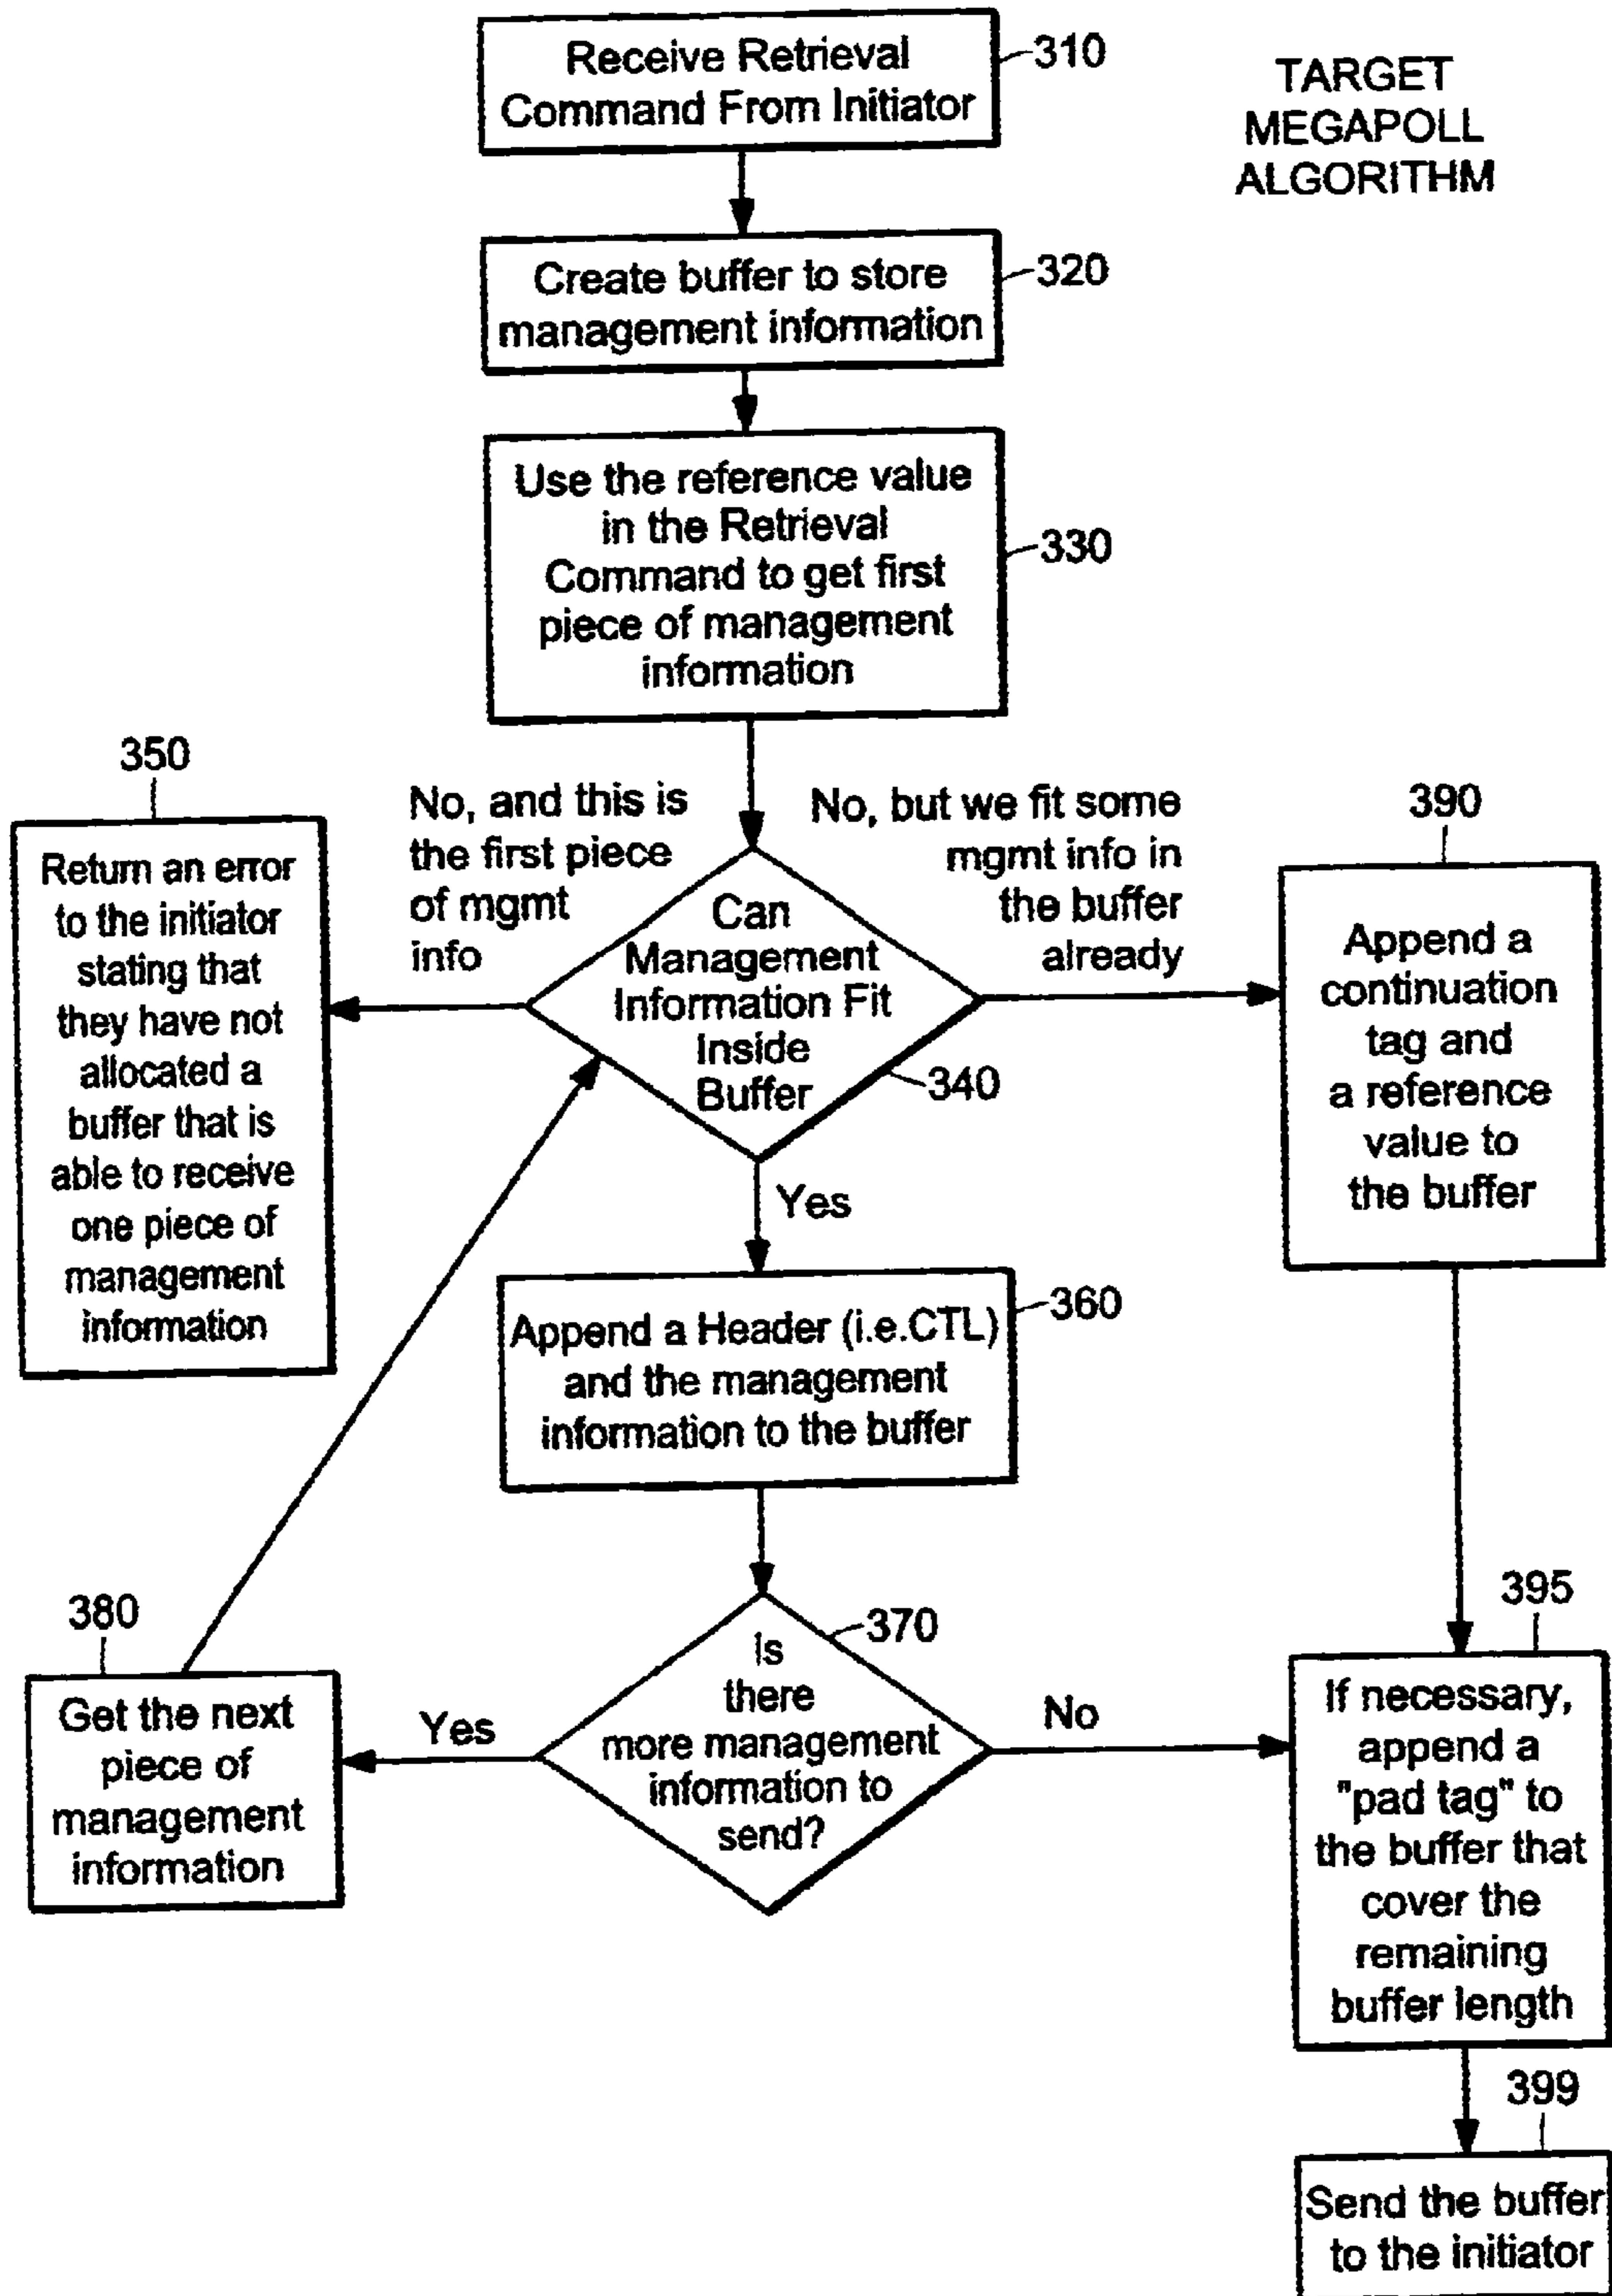 Receive Retrieval
Command From Initiator
310
TARGET
MEGAPOLL
ALGORITHM
Create buffer to store
management information
320
Use the reference value
in the Retrieval
Command to get first
piece of management
information
330
350
Return an error
to the initiator
stating that
they have not
allocated a
buffer that is
able to receive
one piece of
management
information
No, and this is
the first piece
of mgmt
info
No, but we fit some
mgmt info in
the buffer
already
Can
Management
Information Fit
Inside
Buffer
340
390
Append a
continuation
tag and
a reference
value to
the buffer
Yes
Append a Header (i.e.CTL)
and the management
information to the buffer
360
380
Get the next
piece of
management
information
Yes
Is
there
more management
information to
send?
370
No
395
If necessary,
append a
"pad tag" to
the buffer that
cover the
remaining
buffer length
399
Send the buffer
to the initiator